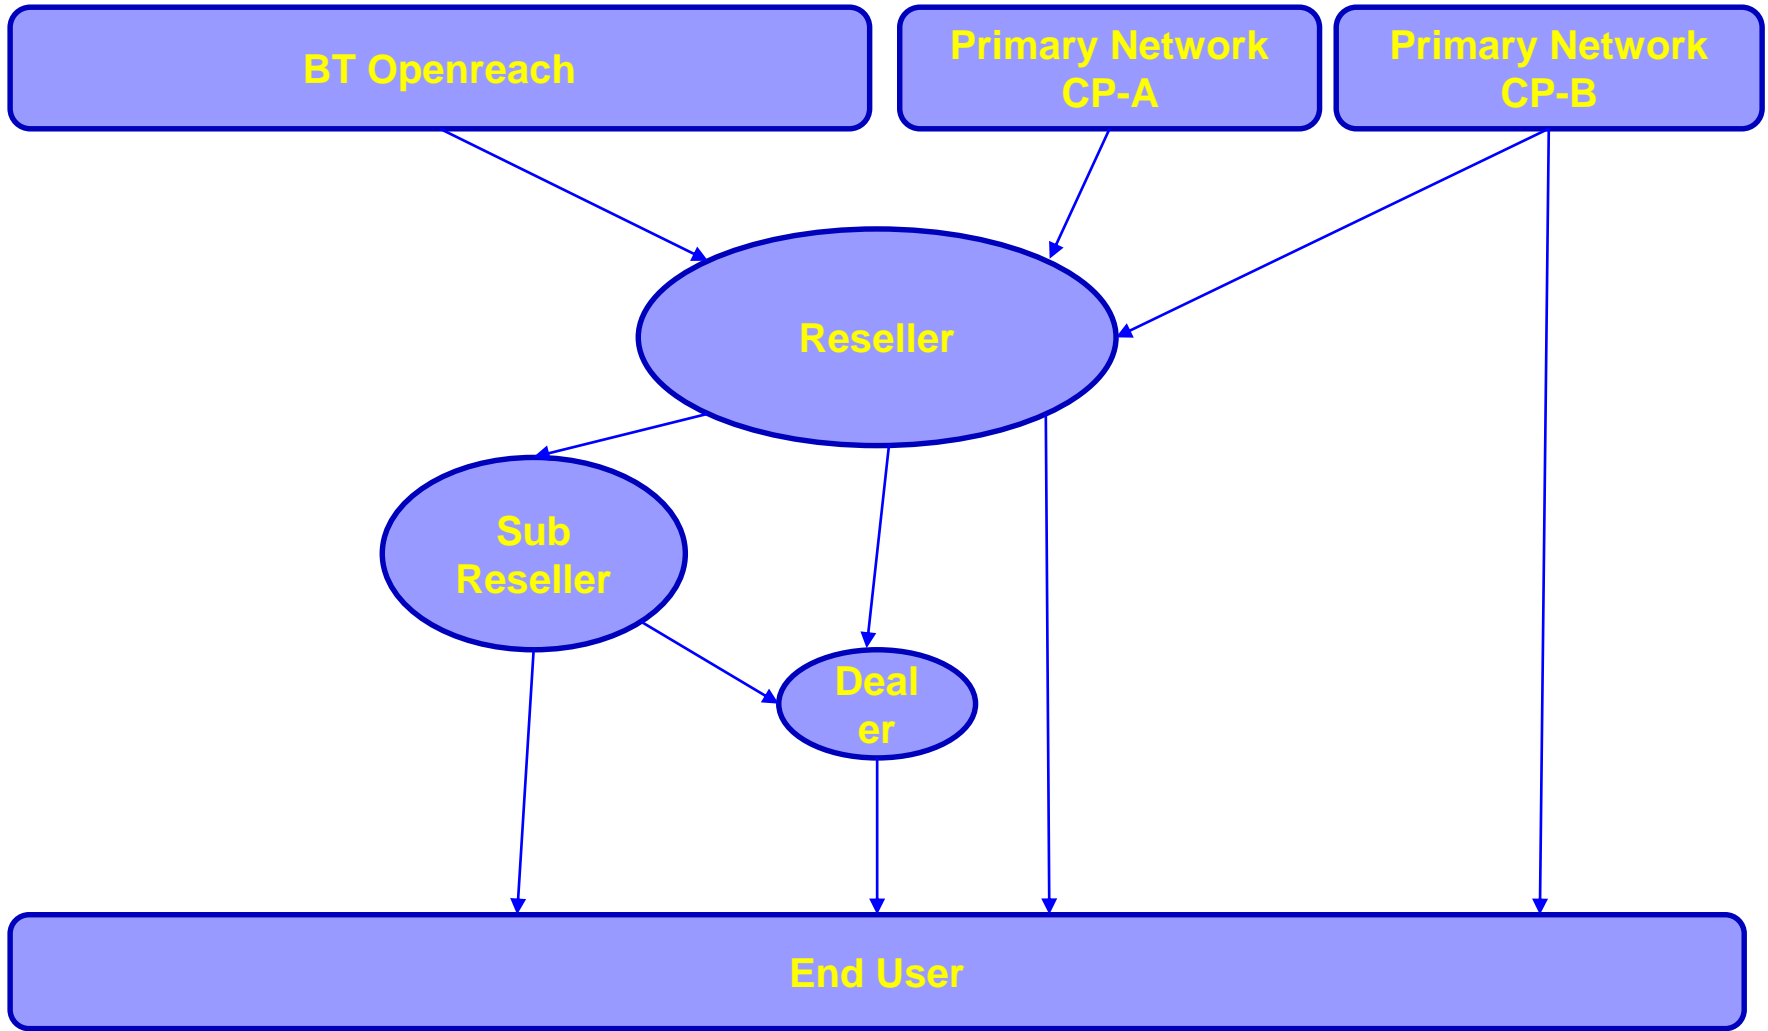 BT Openreach
Primary Network
CP-A
Primary Network
CP-B
Reseller
Sub
Reseller
Deal
er
End User